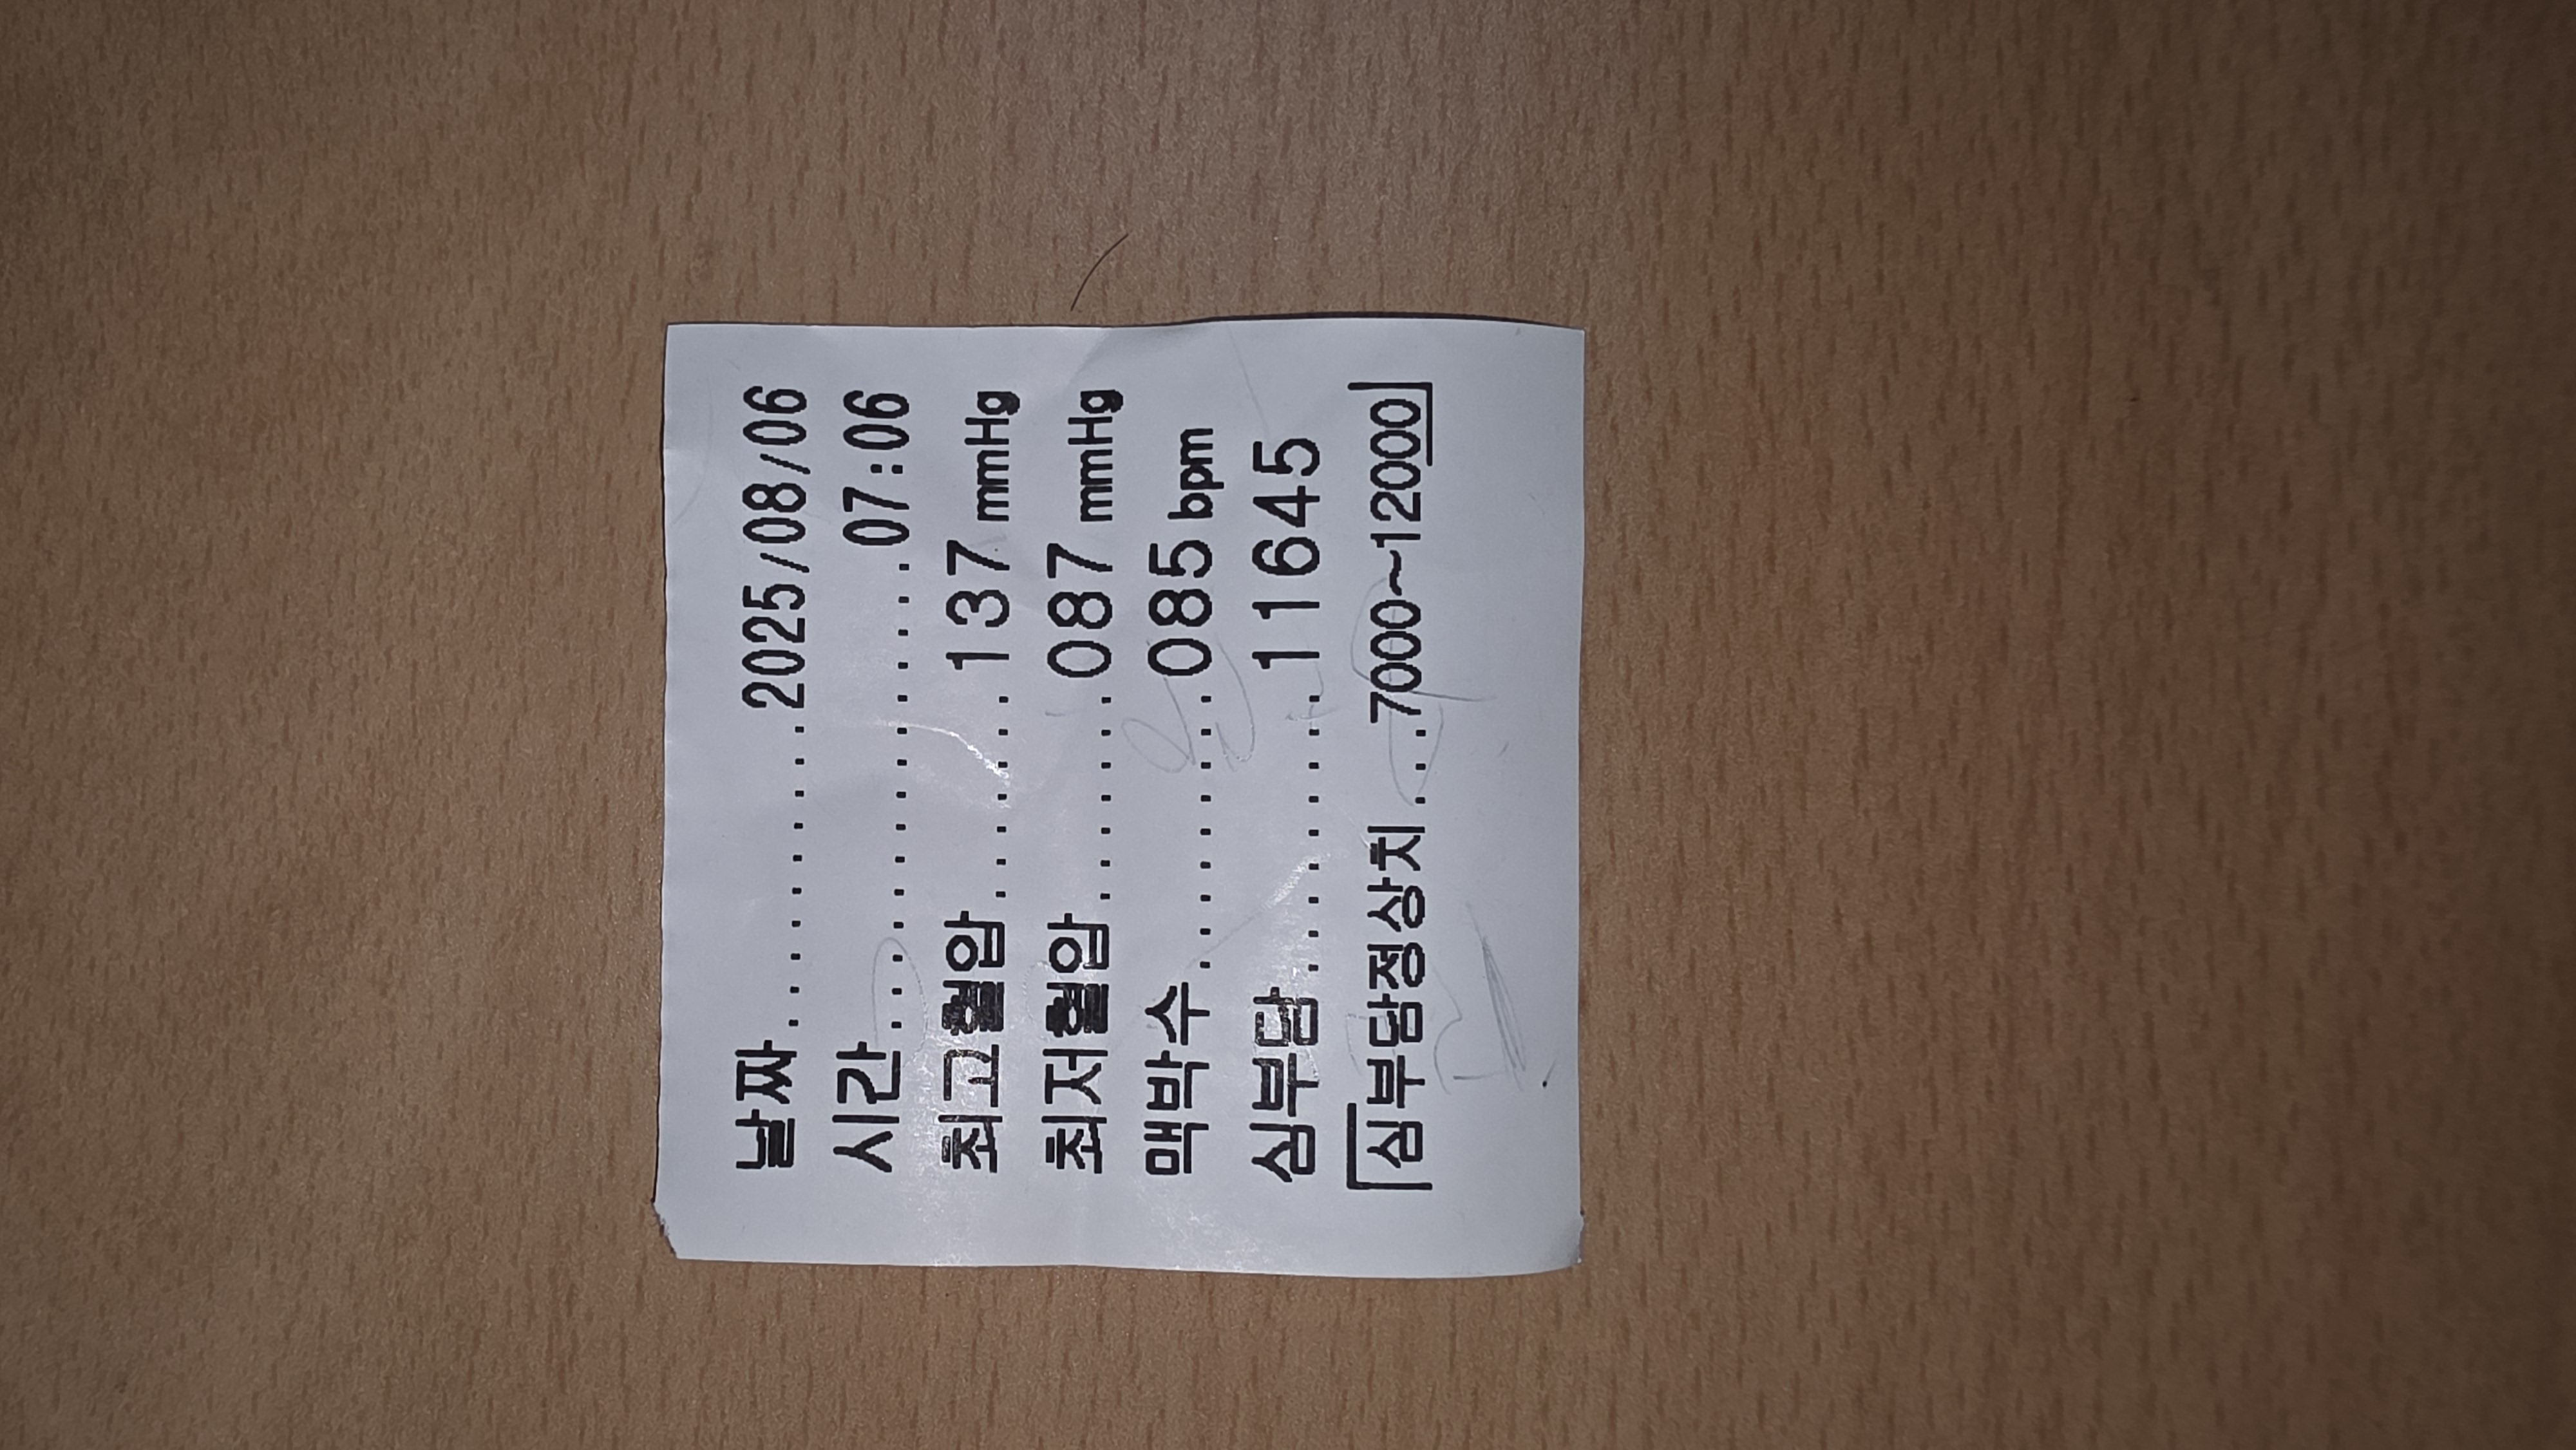 날짜..........2025/08/06
시간................07:06
최고혈압.......137 mmHg
최저혈압.......087 mmHg
맥박수.........085 bpm
심부담.........11645
「심부담정상치...7000~12000」